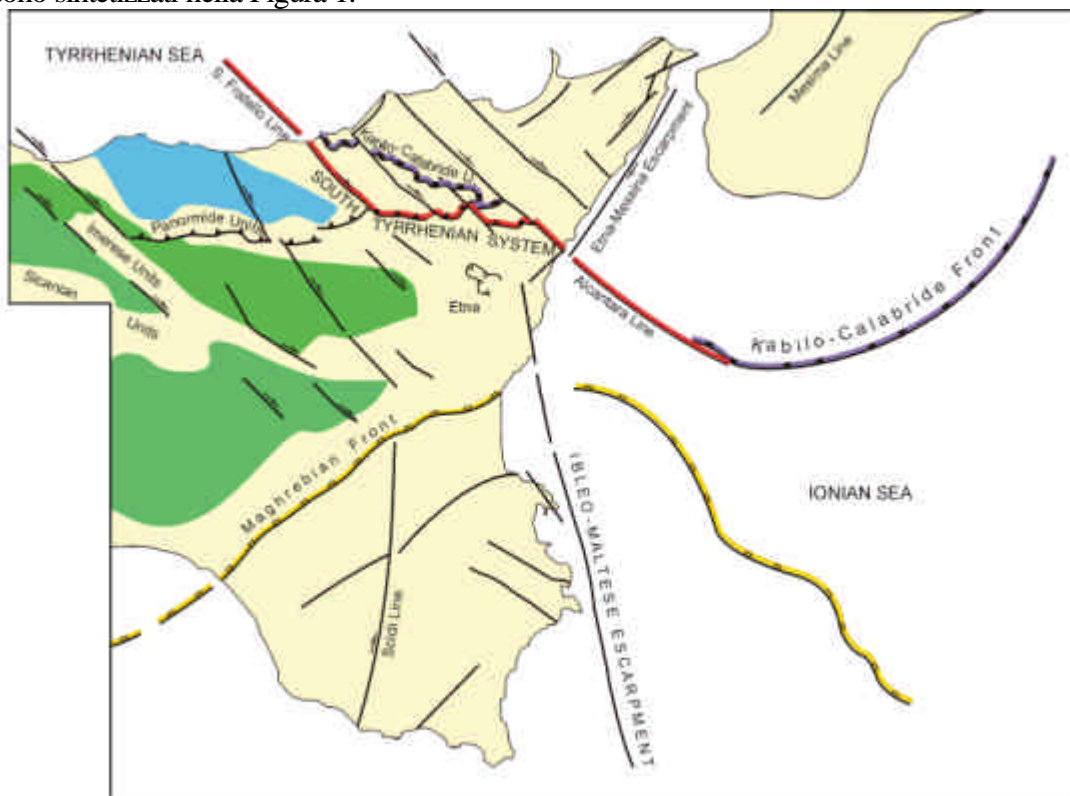 sono sintetizzati nella Figura 1.
TYRRHENIAN SEA
S. Fratello Line
Mesima Line
Kabilo-Calabride U.
Etna-Messina Escarpment
SOUTH TYRRHENIAN SYSTEM
Panormide Units
Imerese Units
Sicanian Units
Etna
Alcantara Line
Kabilo-Calabride Front
Maghrebian Front
IONIAN SEA
IBLEO-MALTESE ESCARPMENT
Scicli Line